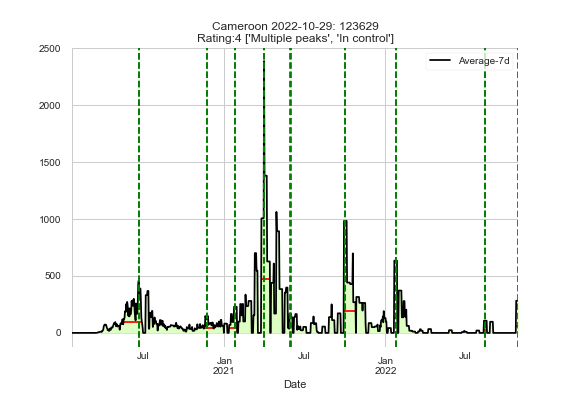 Cameroon 2022-10-29: 123629
Rating:4 ['Multiple peaks', 'In control']
2500
Average-7d
2000
1500
1000
500
0
Jul
Jan
2021
Jul
Jan
2022
Jul
Date